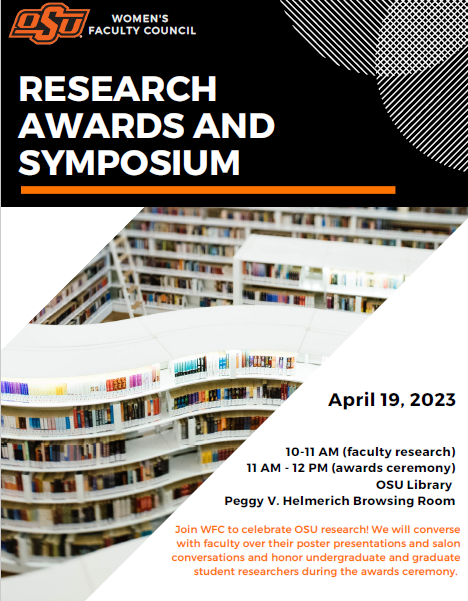 OSU
WOMEN'S
FACULTY COUNCIL
RESEARCH
AWARDS AND
SYMPOSIUM
April 19, 2023
10-11 AM (faculty research)
11 AM - 12 PM (awards ceremony)
OSU Library
Peggy V. Helmerich Browsing Room
Join WFC to celebrate OSU research! We will converse
with faculty over their poster presentations and salon
conversations and honor undergraduate and graduate
student researchers during the awards ceremony.